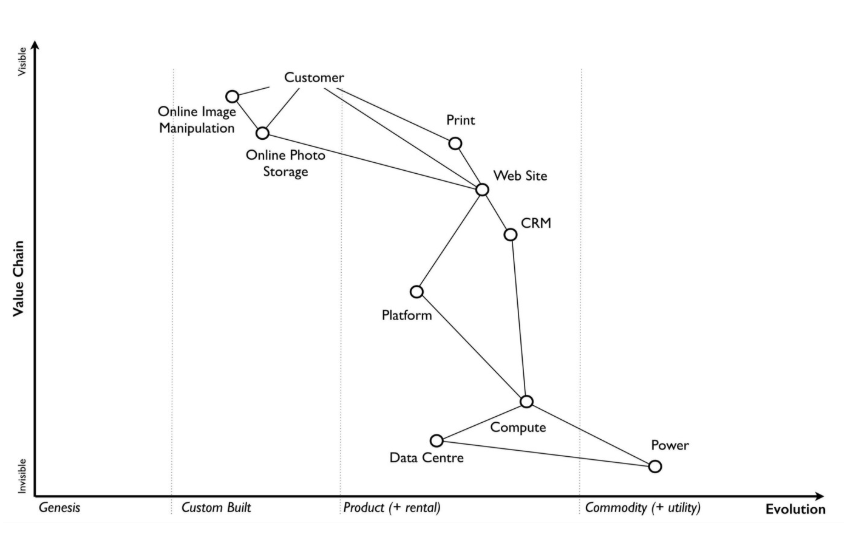 Visible
Customer
Online Image
Manipulation
Print
Online Photo
Storage
Web Site
CRM
Value Chain
Platform
Compute
Data Centre
Power
Invisible
Genesis
Custom Built
Product (+ rental)
Commodity (+ utility)
Evolution